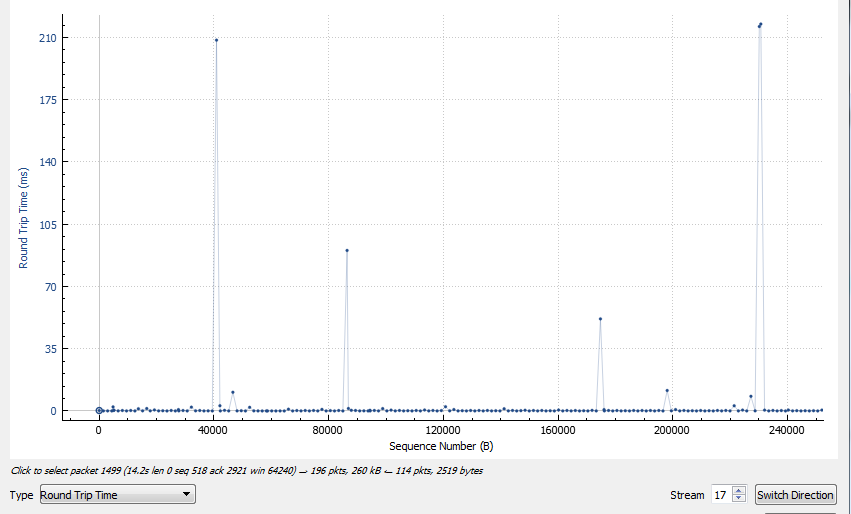 210
175
140
105
70
35
0
Round Trip Time (ms)
0 40000 80000 120000 160000 200000 240000
Sequence Number (B)
Click to select packet 1499 (14.2s len 0 seq 518 ack 2921 win 64240) → 196 pkts, 260 kB ← 114 pkts, 2519 bytes
Type Round Trip Time Stream 17 Switch Direction